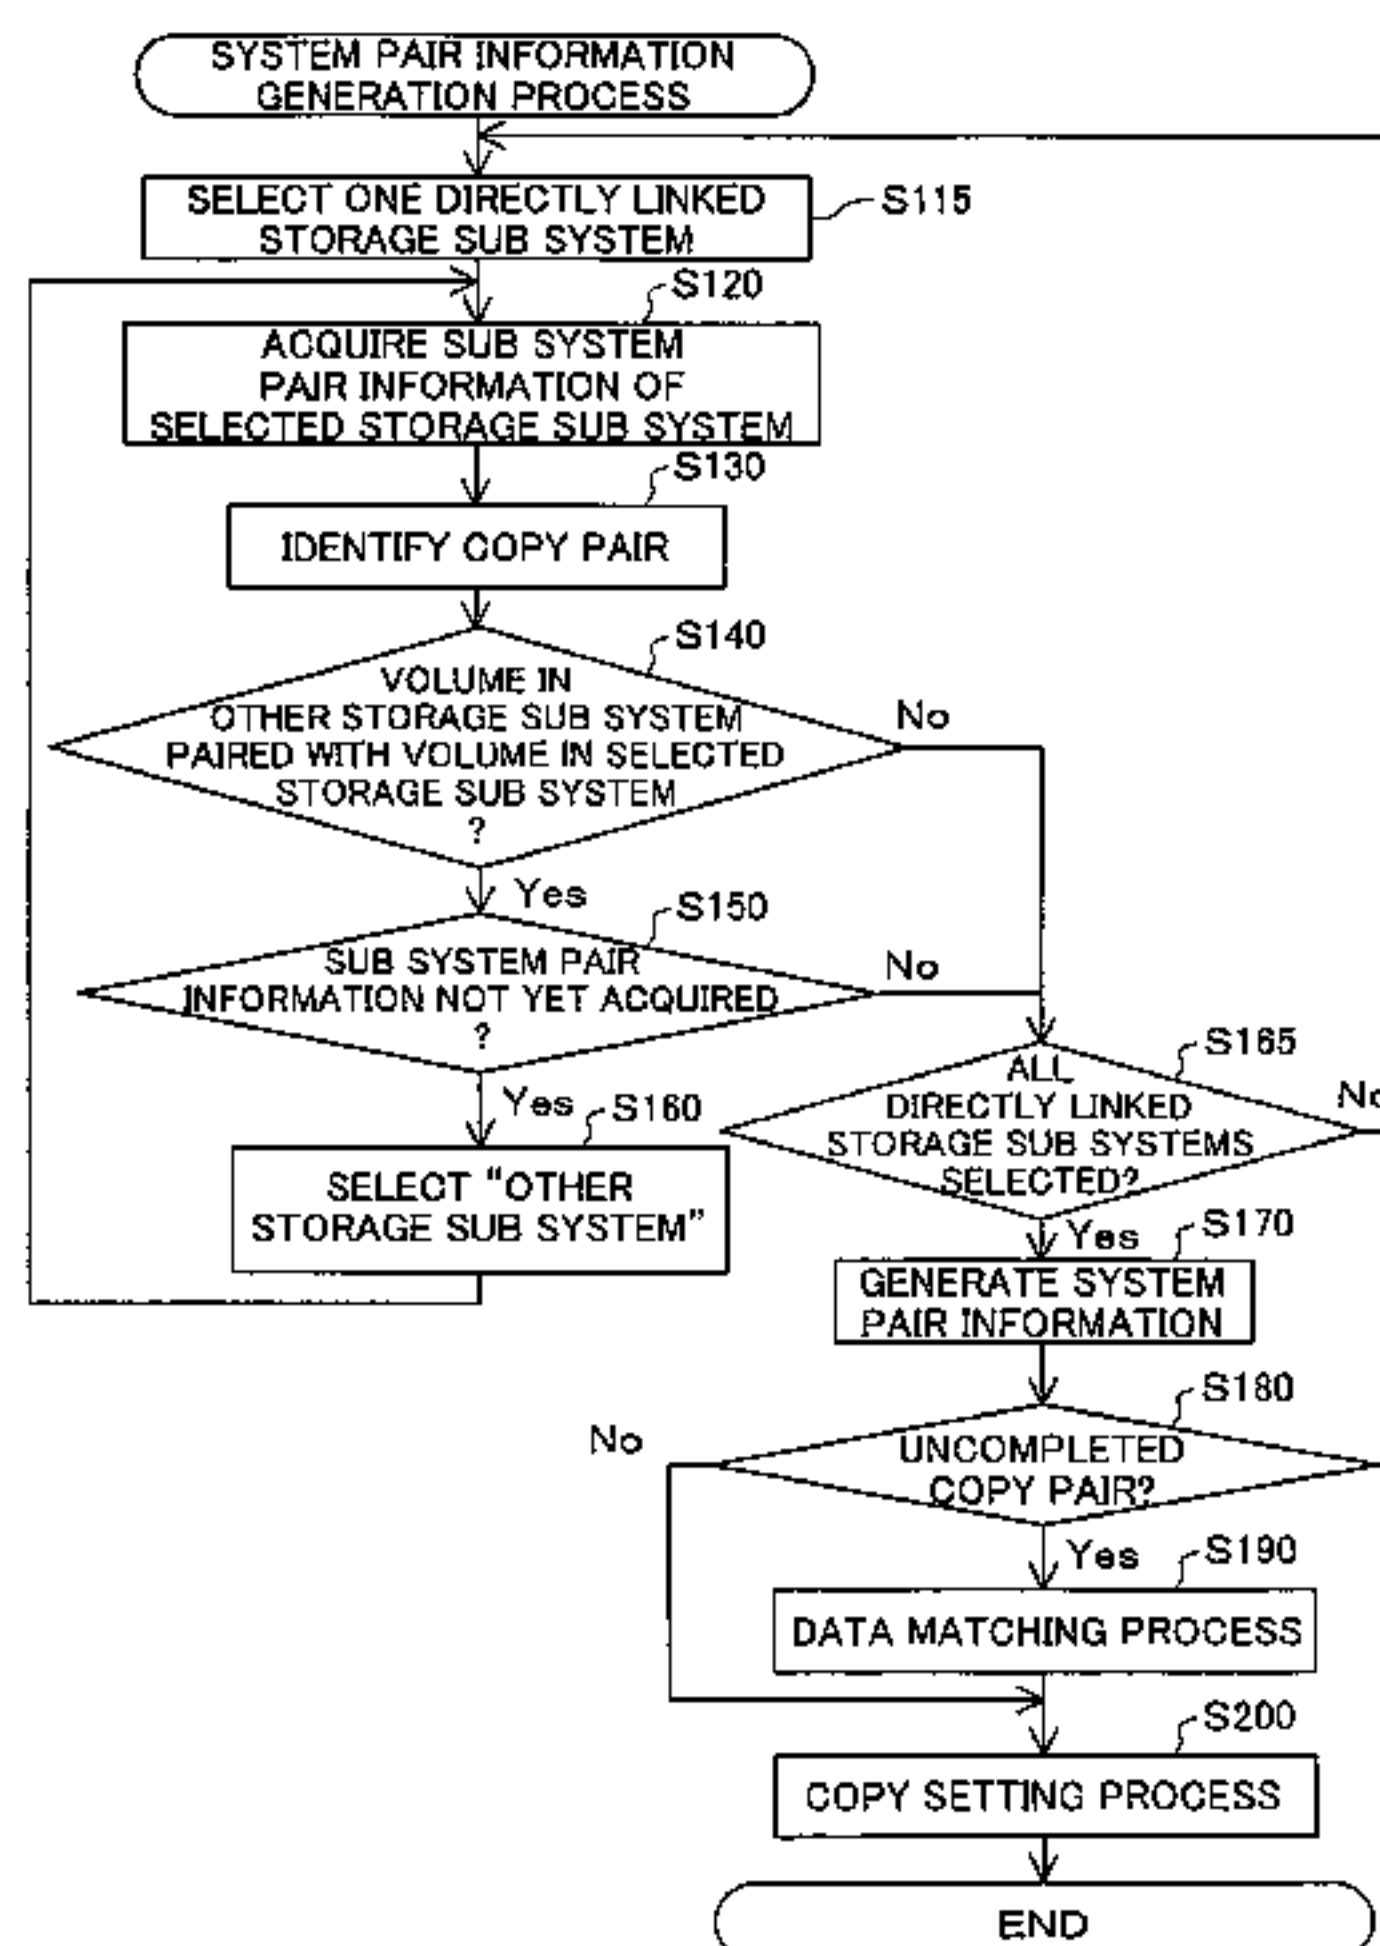 SYSTEM PAIR INFORMATION
GENERATION PROCESS
SELECT ONE DIRECTLY LINKED
STORAGE SUB SYSTEM
S115
S120
ACQUIRE SUB SYSTEM
PAIR INFORMATION OF
SELECTED STORAGE SUB SYSTEM
S130
IDENTIFY COPY PAIR
S140
VOLUME IN
OTHER STORAGE SUB SYSTEM
PAIRED WITH VOLUME IN SELECTED
STORAGE SUB SYSTEM
?
No
Yes
S150
SUB SYSTEM PAIR
INFORMATION NOT YET ACQUIRED
?
No
Yes
S160
SELECT “OTHER
STORAGE SUB SYSTEM”
S165
ALL
DIRECTLY LINKED
STORAGE SUB SYSTEMS
SELECTED?
No
Yes
S170
GENERATE SYSTEM
PAIR INFORMATION
S180
UNCOMPLETED
COPY PAIR?
No
Yes
S190
DATA MATCHING PROCESS
S200
COPY SETTING PROCESS
END